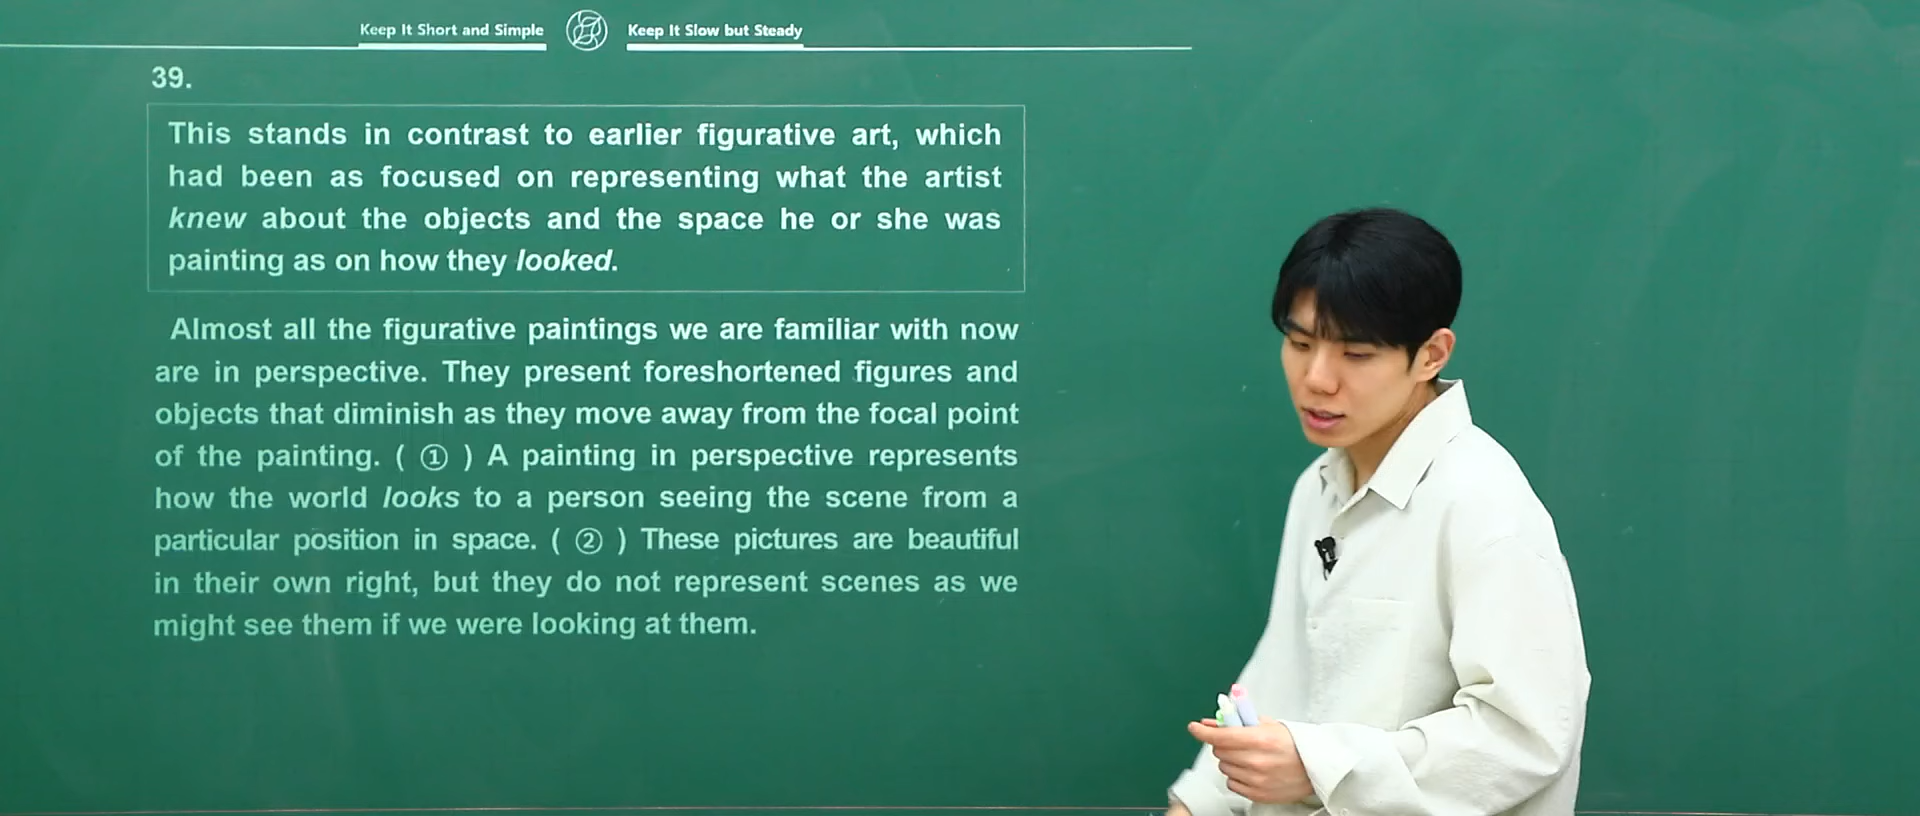 Keep It Short and Simple
Keep It Slow but Steady
39.
This stands in contrast to earlier figurative art, which
had been as focused on representing what the artist
knew about the objects and the space he or she was
painting as on how they looked.
Almost all the figurative paintings we are familiar with now
are in perspective. They present foreshortened figures and
objects that diminish as they move away from the focal point
of the painting. ( ① ) A painting in perspective represents
how the world looks to a person seeing the scene from a
particular position in space. ( ② ) These pictures are beautiful
in their own right, but they do not represent scenes as we
might see them if we were looking at them.